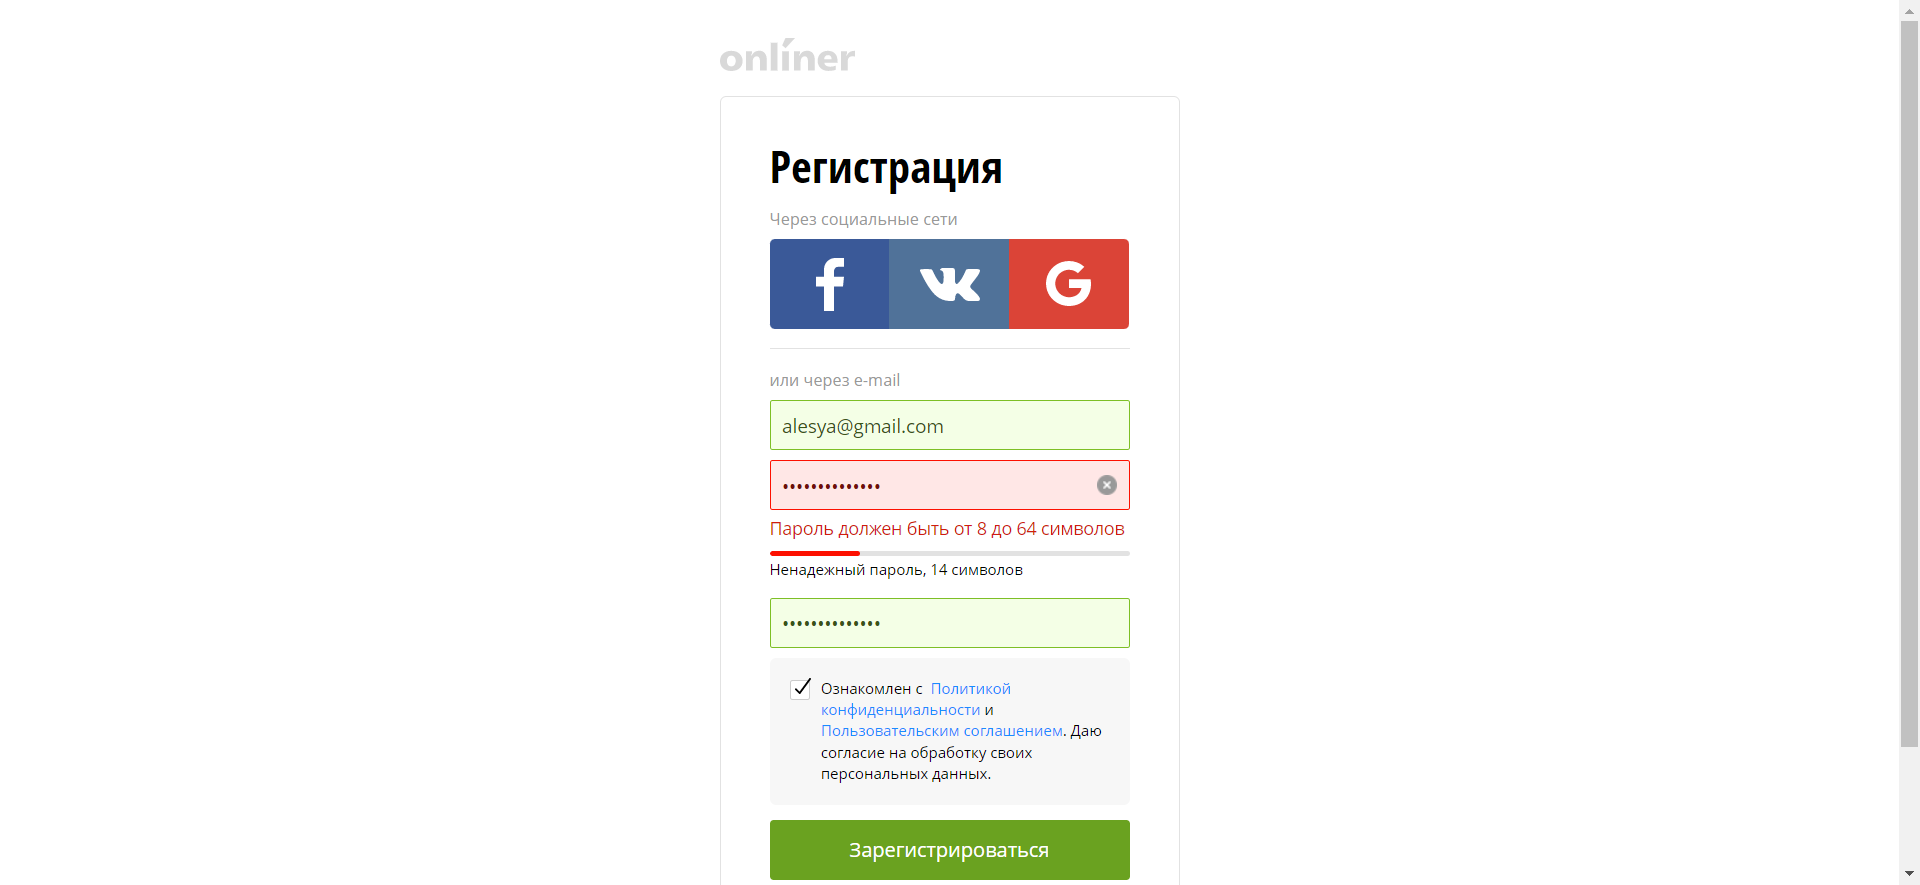 onlíner
Регистрация
Через социальные сети
или через e-mail
alesya@gmail.com
••••••••••••••
Пароль должен быть от 8 до 64 символов
Ненадежный пароль, 14 символов
••••••••••••••
Ознакомлен с Политикой
конфиденциальности и
Пользовательским соглашением. Даю
согласие на обработку своих
персональных данных.
Зарегистрироваться